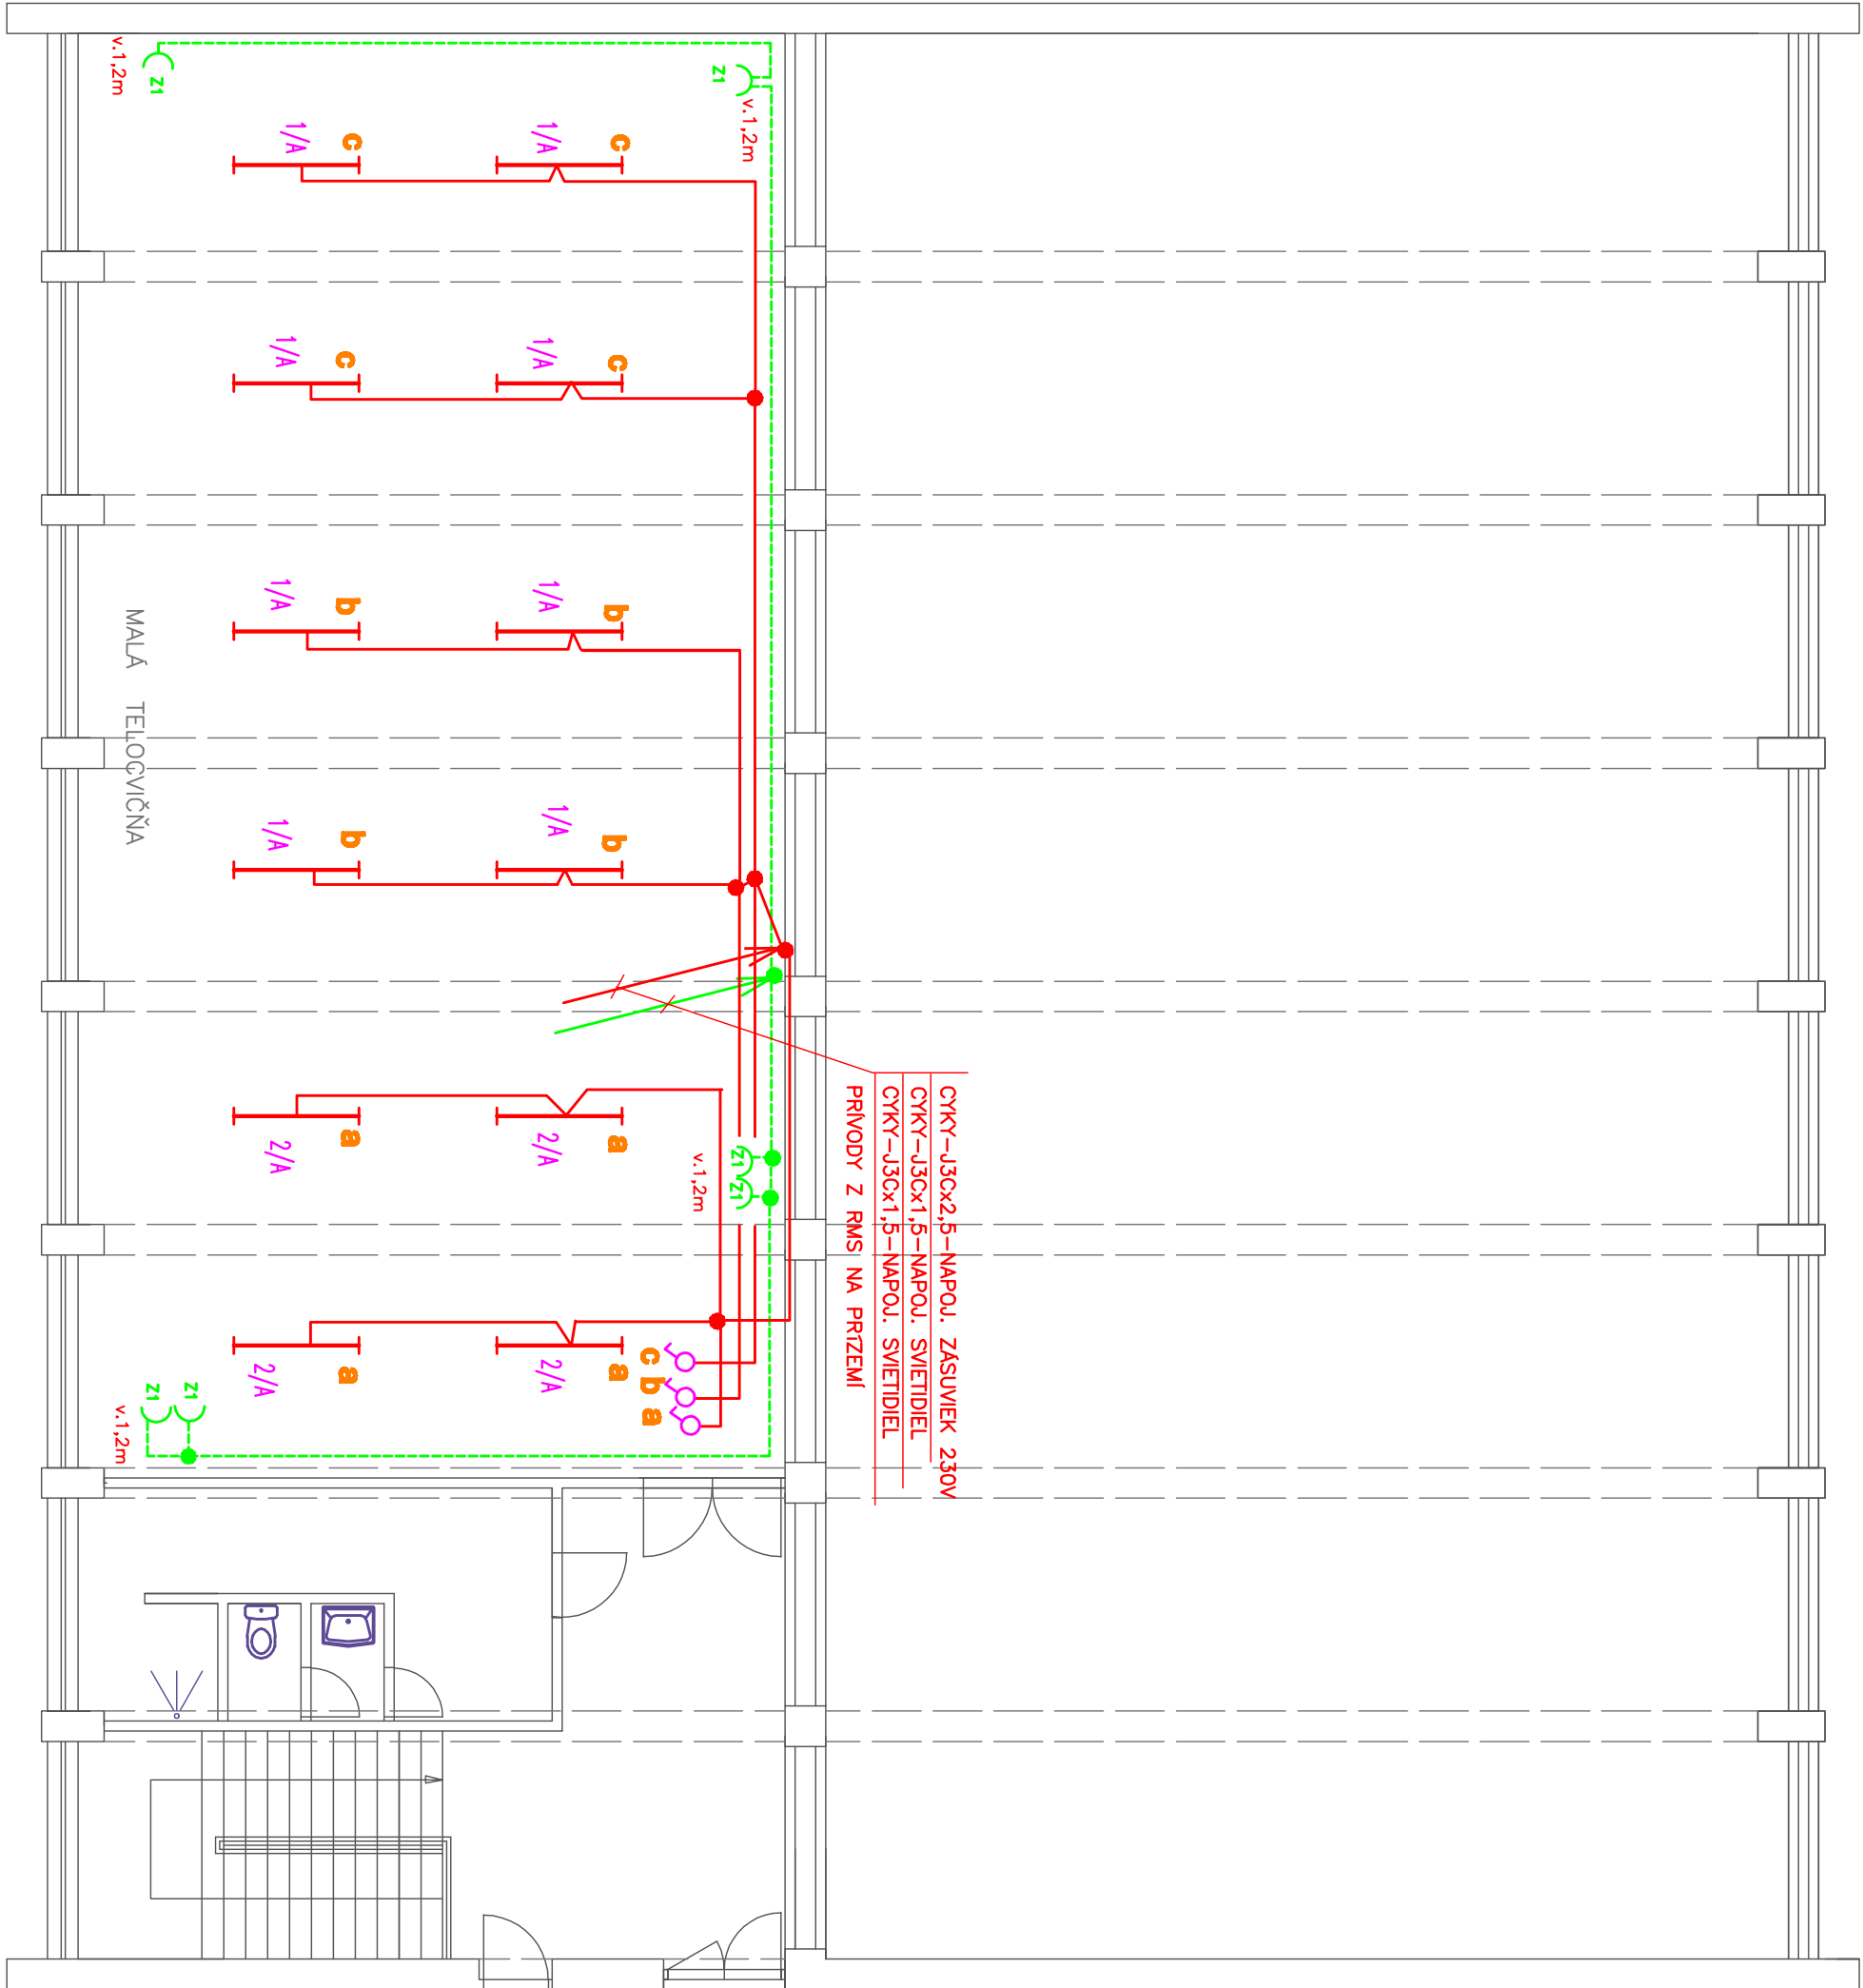 v.1,2m
z1
z1
v.1,2m
1/A
c
1/A
c
1/A
c
1/A
c
1/A
b
1/A
b
MALÁ TELOCVIČŇA
1/A
b
1/A
b
CYKY-J3Cx2,5-NAPOJ. ZÁSUVIEK 230V
CYKY-J3Cx1,5-NAPOJ. SVIETIDIEL
CYKY-J3Cx1,5-NAPOJ. SVIETIDIEL
PRÍVODY Z RMS NA PRÍZEMÍ
2/A
a
2/A
a
v.1,2m
z1
z1
2/A
a
2/A
a
c
b
a
z1
z1
v.1,2m